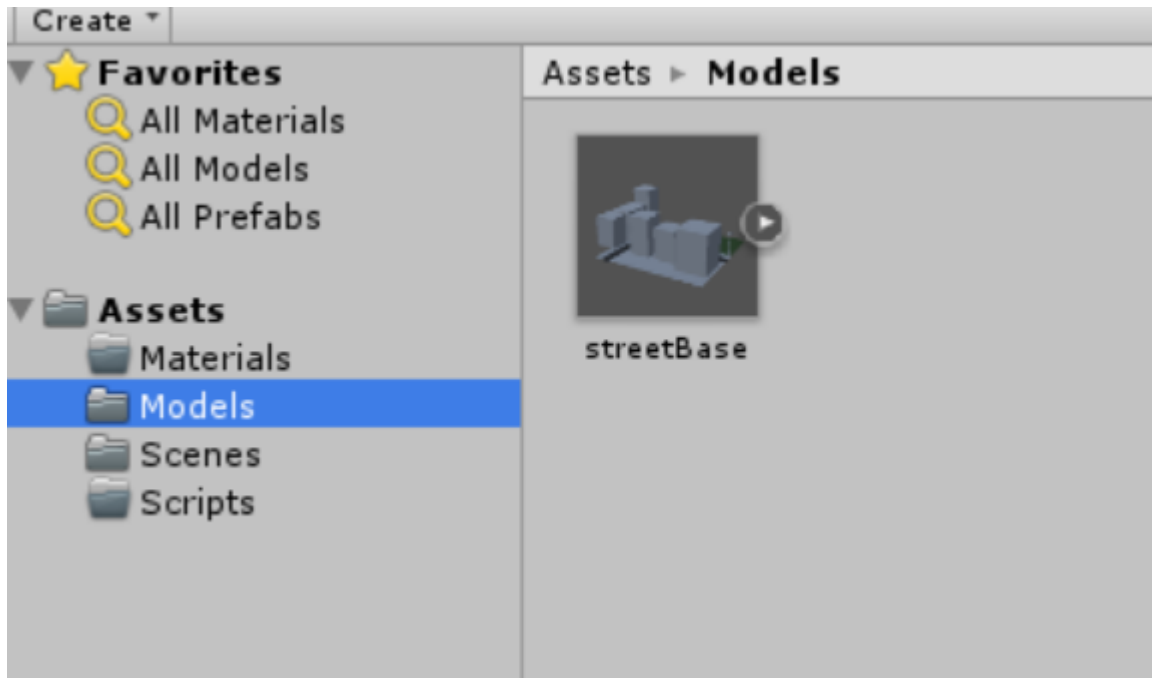 Create
Favorites
All Materials
All Models
All Prefabs
Assets
Materials
Models
Scenes
Scripts
Assets ▸ Models
streetBase